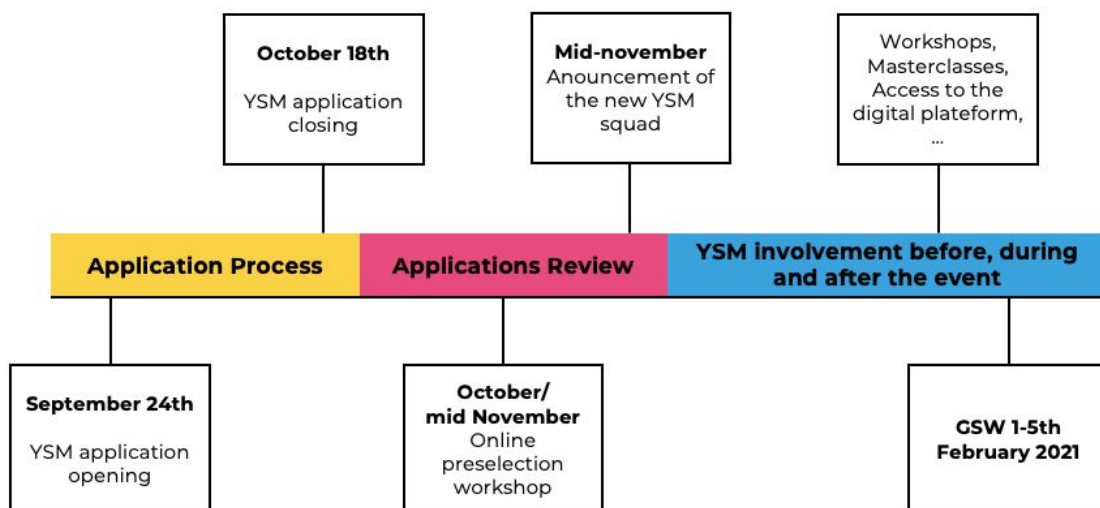 October 18th
YSM application
closing
Mid-november
Anouncement of
the new YSM
squad
Workshops,
Masterclasses,
Access to the
digital plateform,
...
Application Process
Applications Review
YSM involvement before, during
and after the event
September 24th
YSM application
opening
October/
mid November
Online
preselection
workshop
GSW 1-5th
February 2021